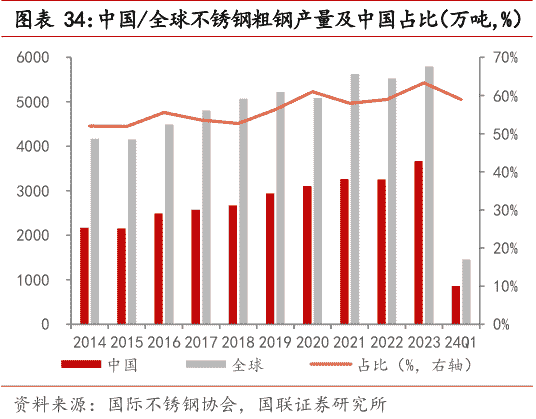 图表 34：中国/全球不锈钢粗钢产量及中国占比(万吨,%)
6000 70%
5000 60%
4000 50%
3000 40%
2000 30%
1000 20%
0 10%
0%
2014 2015 2016 2017 2018 2019 2020 2021 2022 2023 24Q1
中国 全球 占比（%，右轴）
资料来源：国际不锈钢协会，国联证券研究所